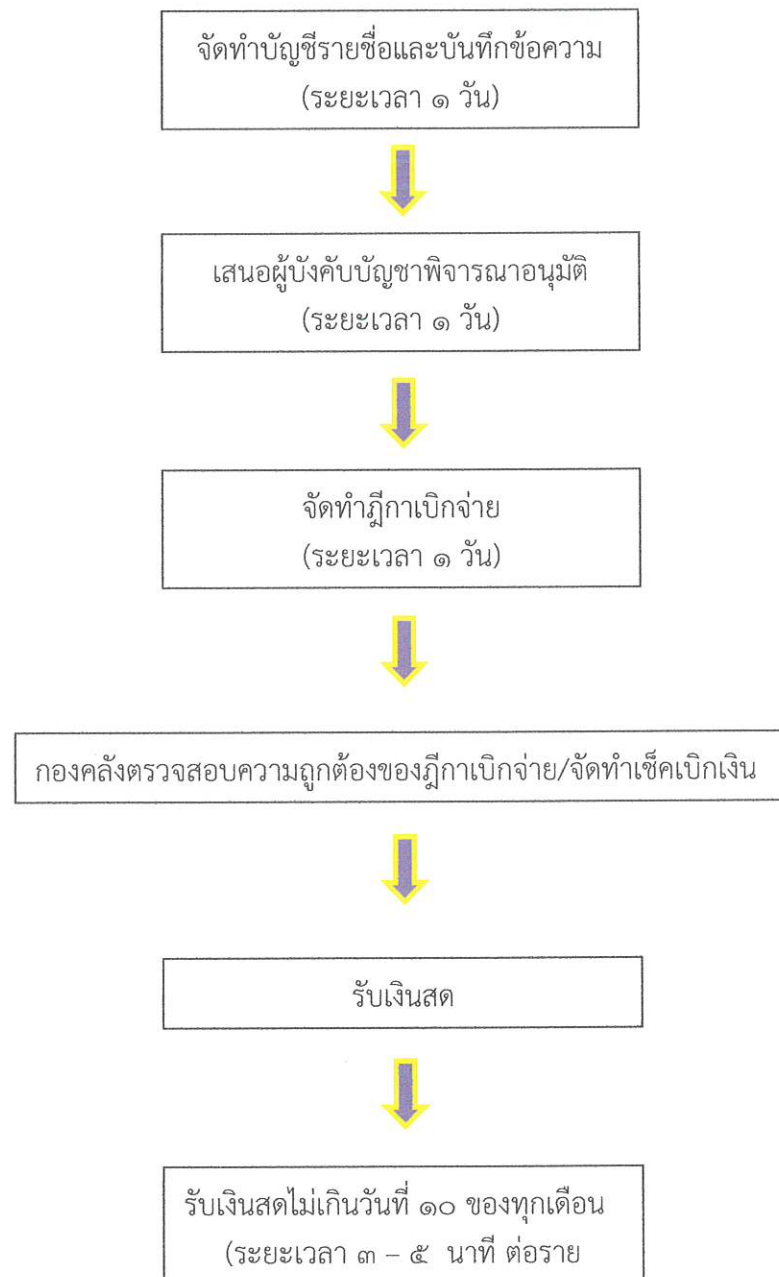 จัดทำบัญชีรายชื่อและบันทึกข้อความ
(ระยะเวลา ๑ วัน)
เสนอผู้บังคับบัญชาพิจารณาอนุมัติ
(ระยะเวลา ๑ วัน)
จัดทำฎีกาเบิกจ่าย
(ระยะเวลา ๑ วัน)
กองคลังตรวจสอบความถูกต้องของฎีกาเบิกจ่าย/จัดทำเช็คเบิกเงิน
รับเงินสด
รับเงินสดไม่เกินวันที่ ๑๐ ของทุกเดือน
(ระยะเวลา ๓ – ๕ นาที ต่อราย